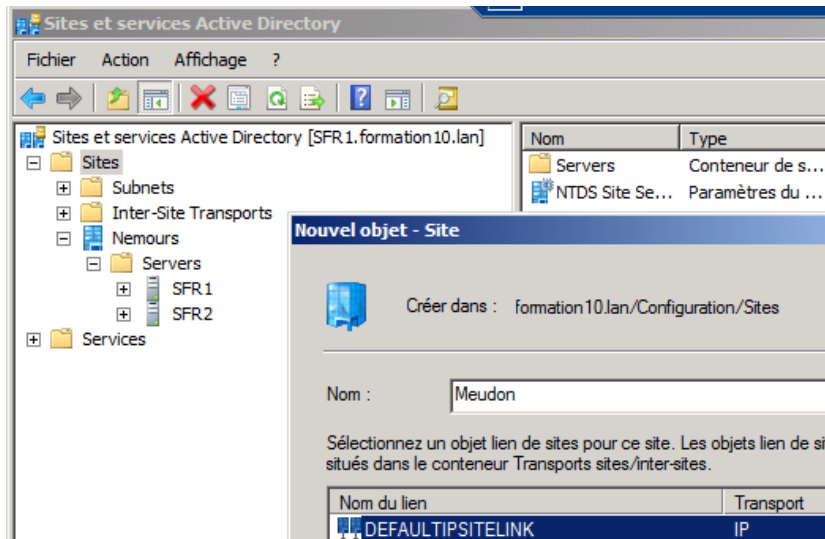 Sites et services Active Directory
Fichier Action Affichage ?
Sites et services Active Directory [SFR1.formation10.lan]
Sites
Subnets
Inter-Site Transports
Nemours
Servers
SFR1
SFR2
Services
Nom Type
Servers Conteneur de s...
NTDS Site Se... Paramètres du ...
Nouvel objet - Site
Créer dans : formation10.lan/Configuration/Sites
Nom : Meudon
Sélectionnez un objet lien de sites pour ce site. Les objets lien de si
situés dans le conteneur Transports sites/inter-sites.
Nom du lien Transport
DEFAULTIPSITELINK IP